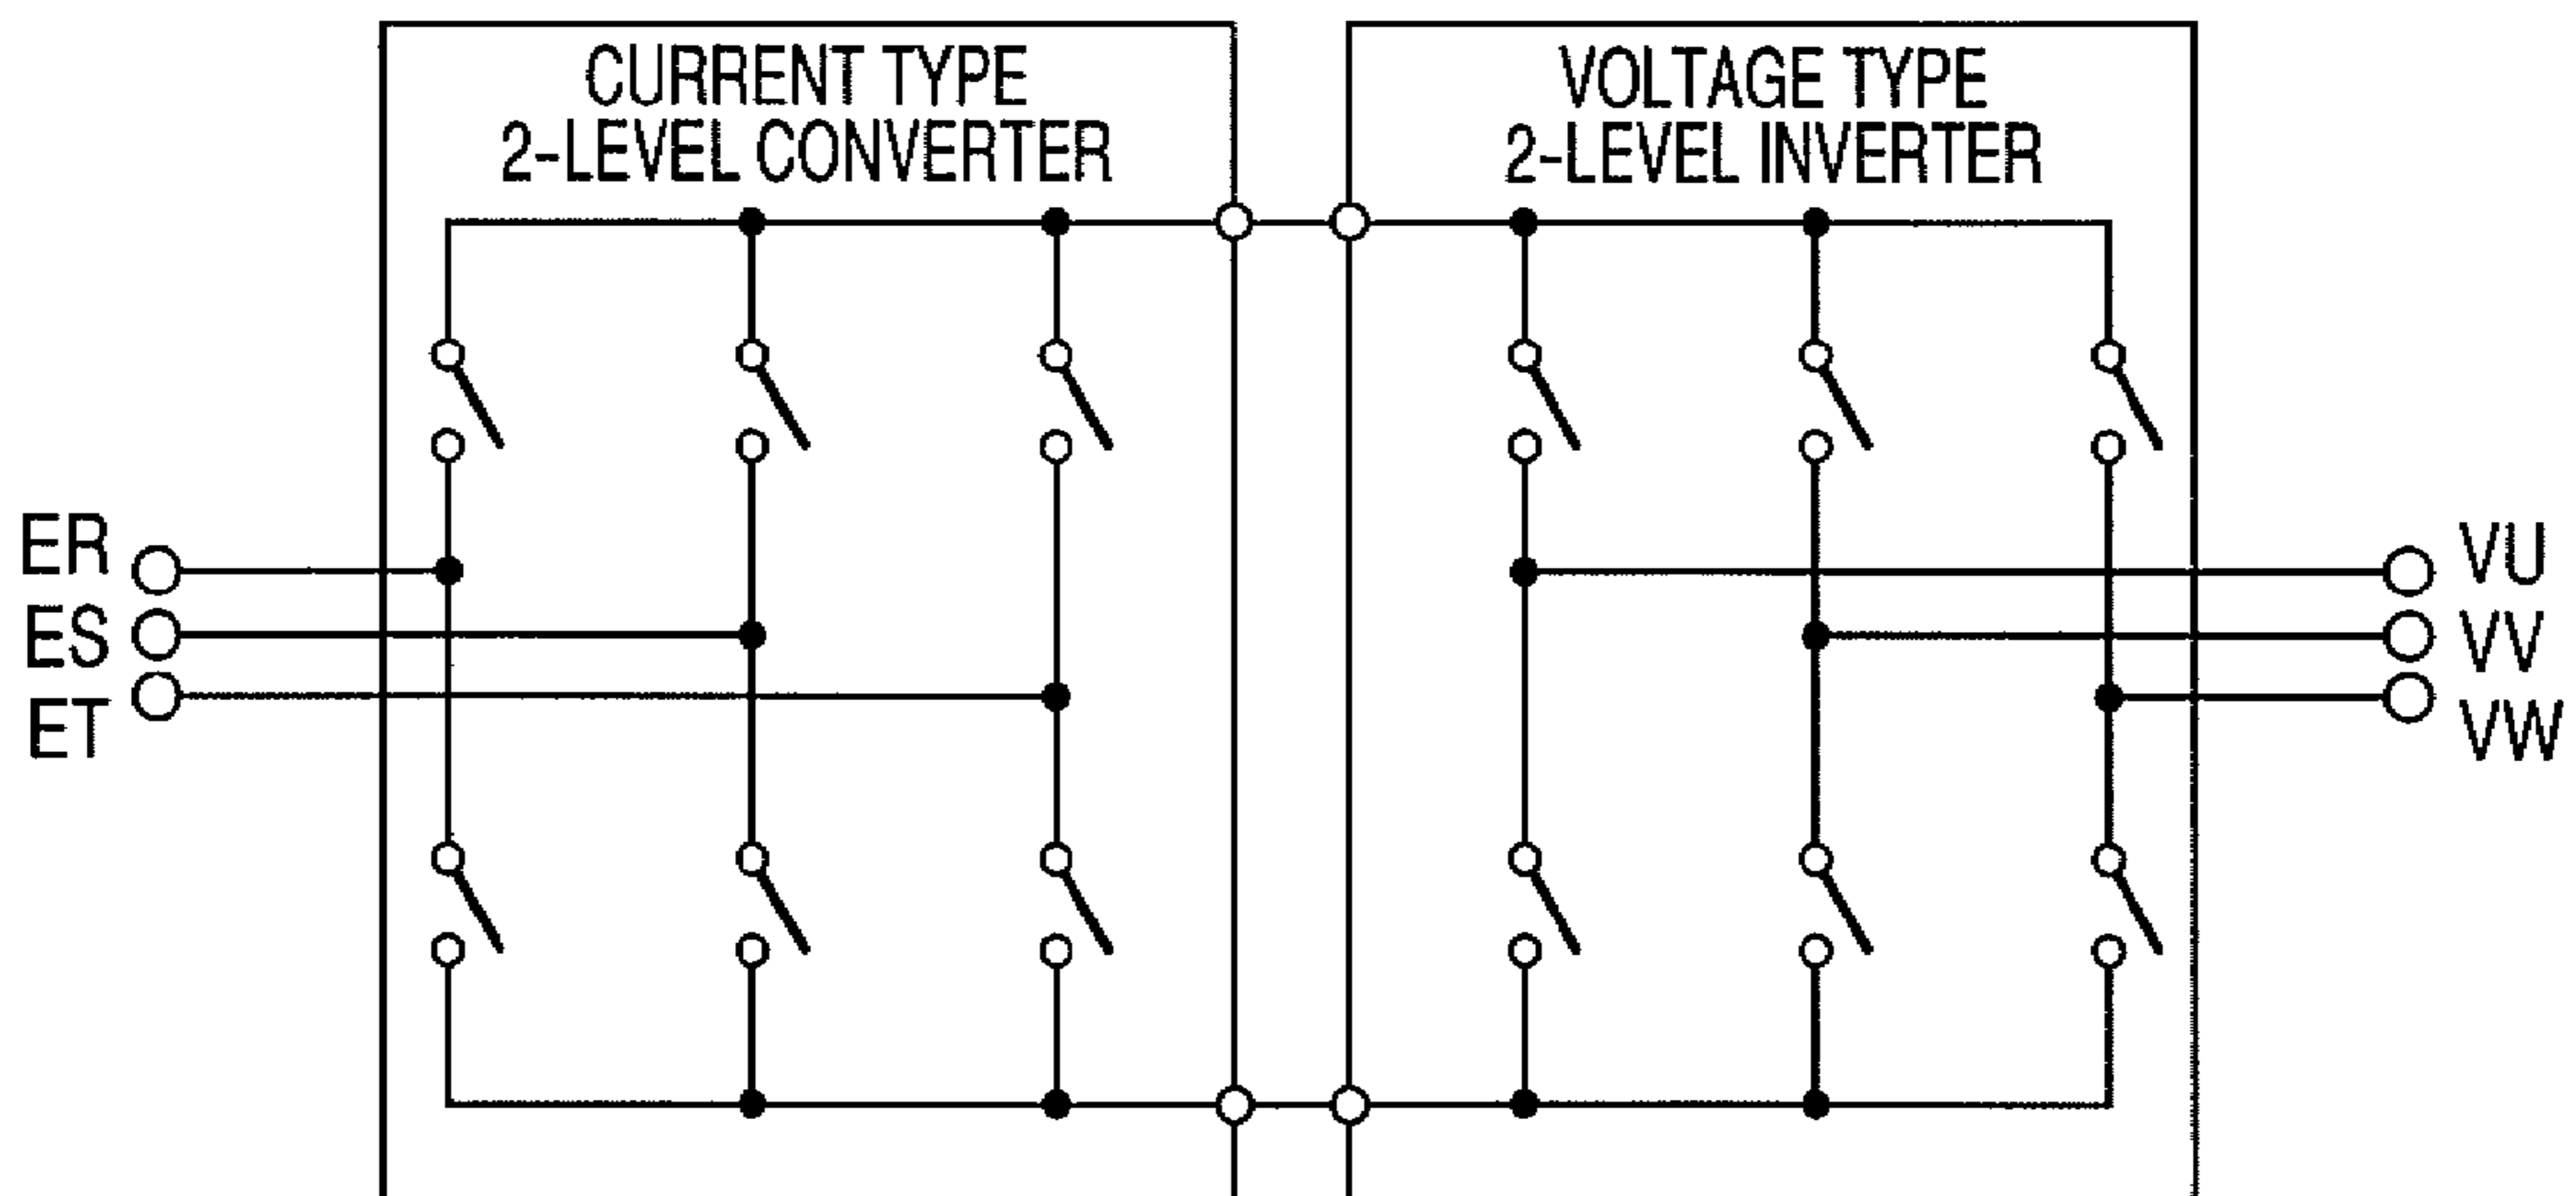 CURRENT TYPE
2-LEVEL CONVERTER
VOLTAGE TYPE
2-LEVEL INVERTER
ER
ES
ET
VU
VV
VW